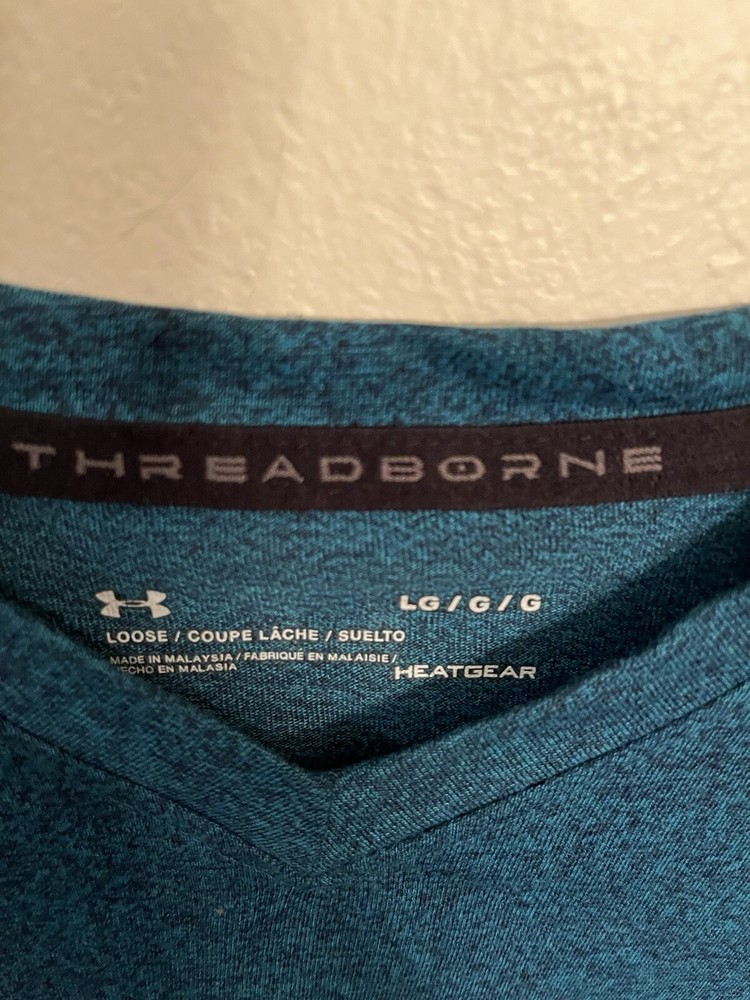 THREADBORNE
LG / G / G
LOOSE / COUPE LÂCHE / SUELTO
MADE IN MALAYSIA / FABRIQUE EN MALAISIE /
HECHO EN MALASIA
HEATGEAR